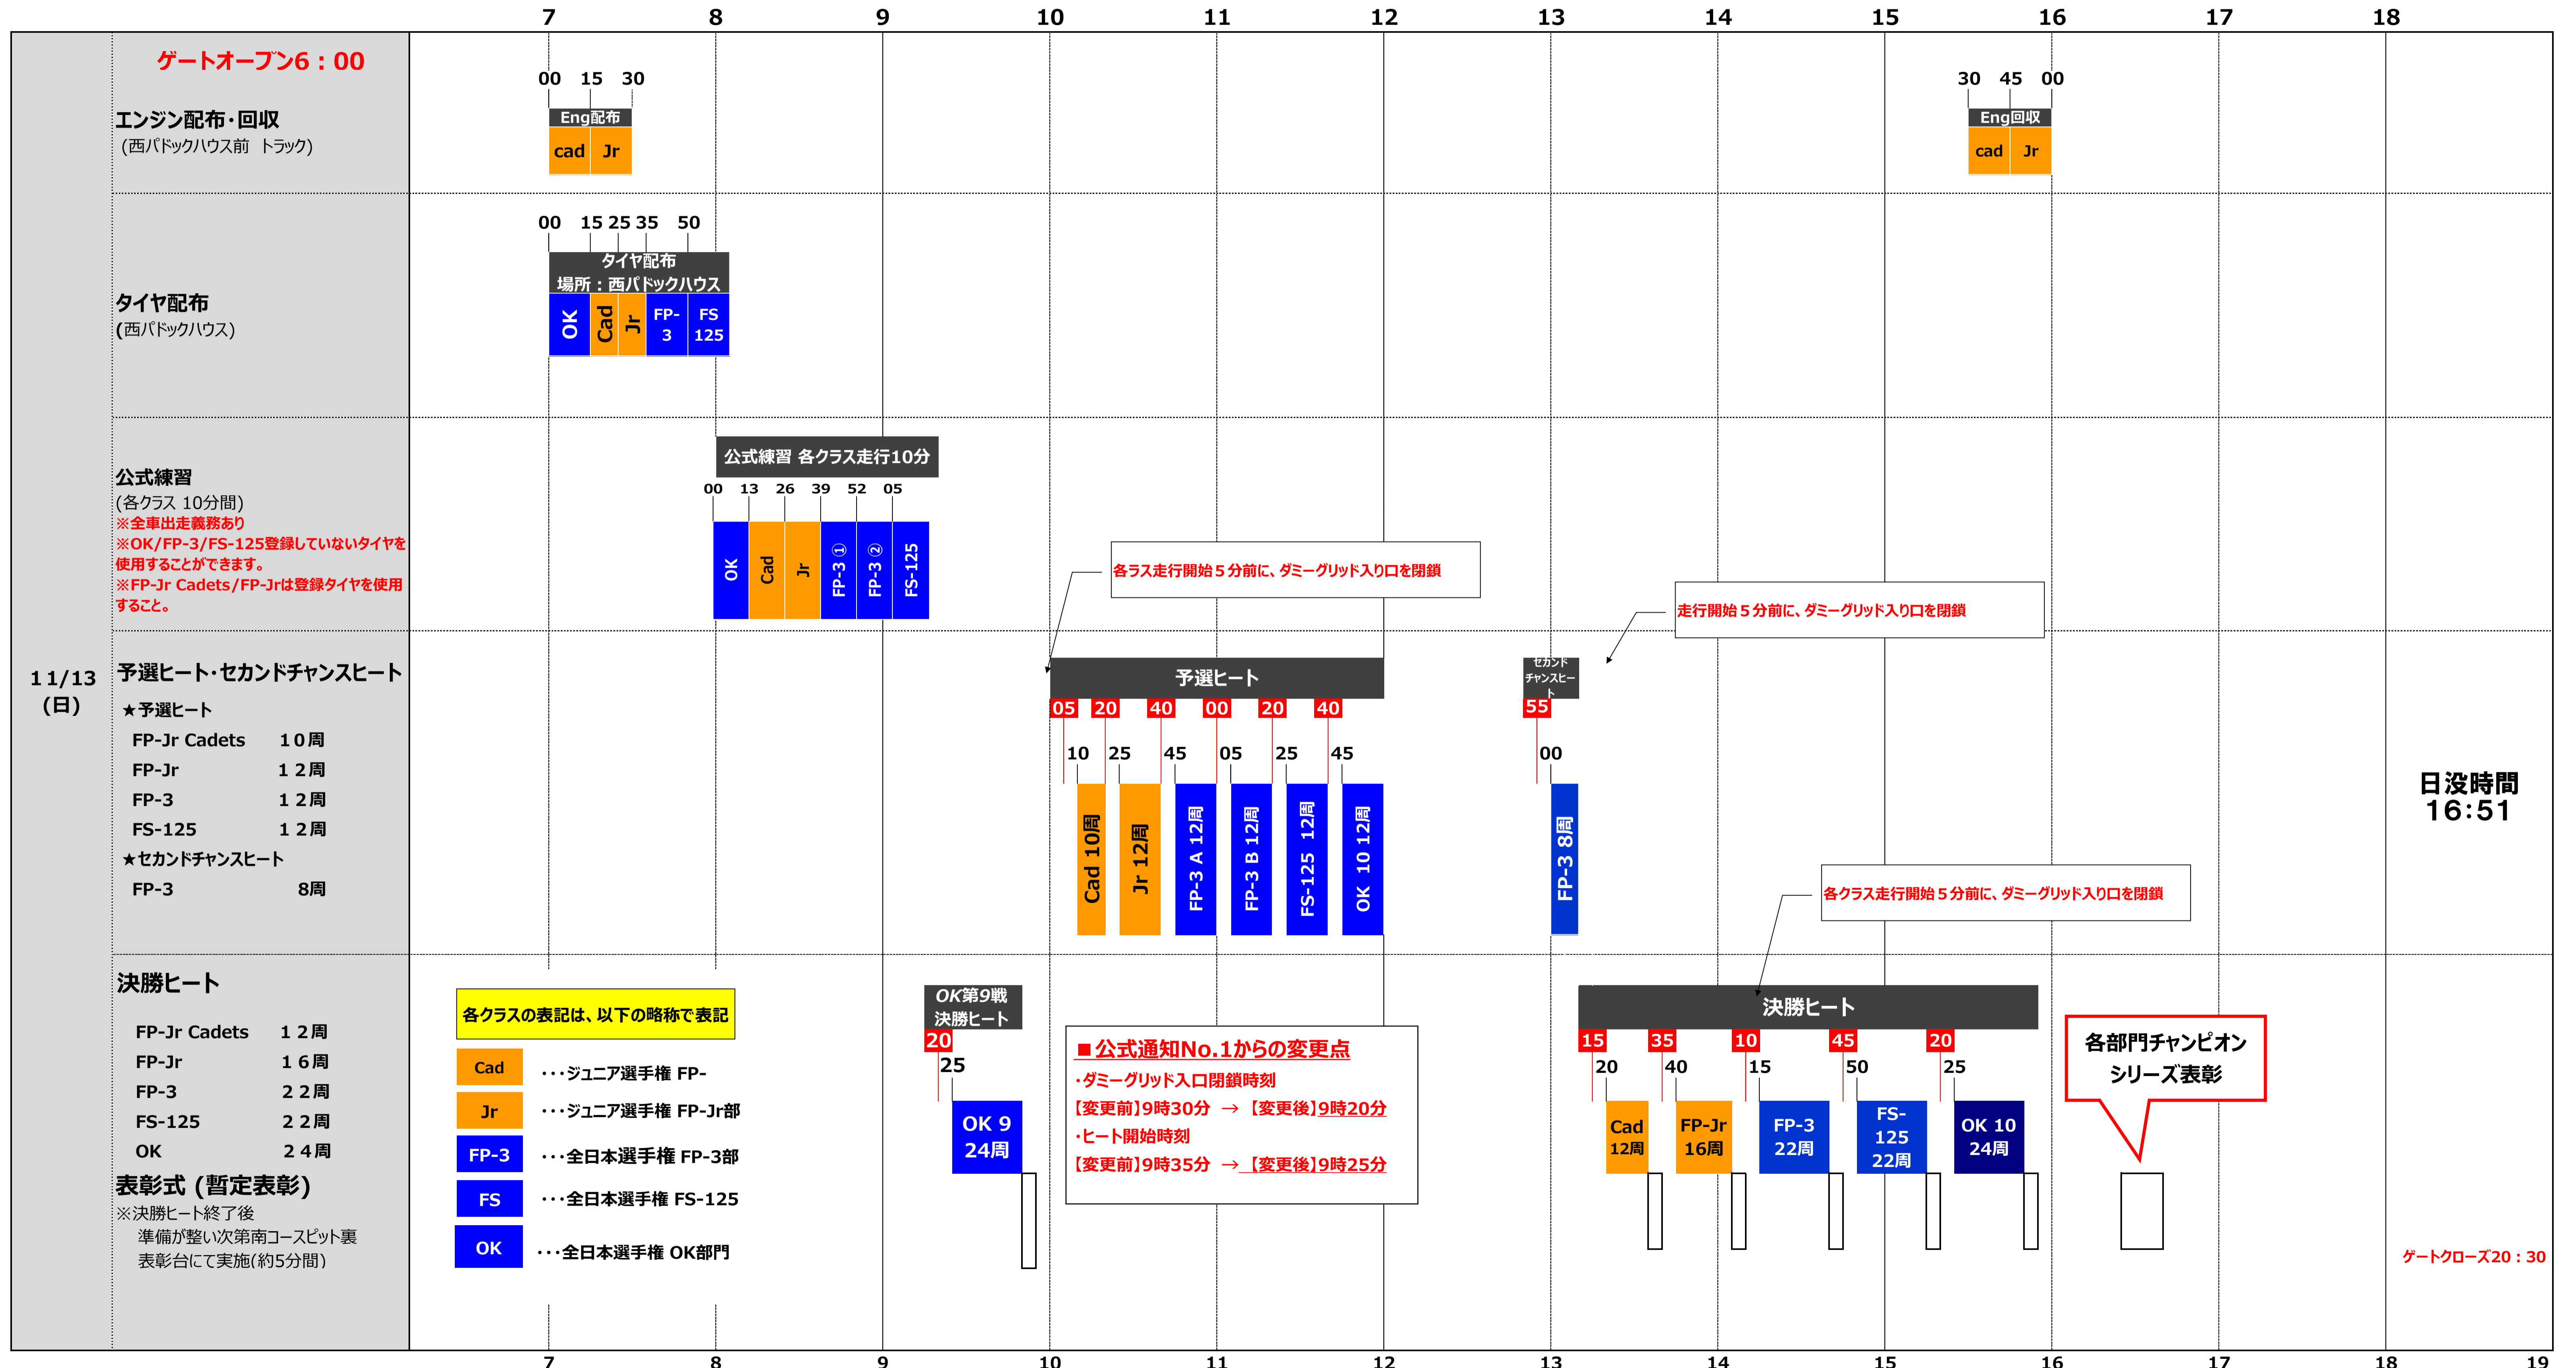 7 8 9 10 11 12 13 14 15 16 17 18
ゲートオープン6：00
00 15 30
30 45 00
エンジン配布・回収
(西パドックハウス前 トラック)
Eng配布
cad Jr
Eng回収
cad Jr
00 15 25 35 50
タイヤ配布
場所：西パドックハウス
タイヤ配布
(西パドックハウス)
OK Cad Jr FP-3 FS 125
公式練習 各クラス走行10分
公式練習
(各クラス 10分間)
※全車出走義務あり
※OK/FP-3/FS-125登録していないタイヤを
使用することができます。
※FP-Jr Cadets/FP-Jrは登録タイヤを使用
すること。
00 13 26 39 52 05
OK Cad Jr FP-3 ① FP-3 ② FS-125
各ラス走行開始５分前に、ダミーグリッド入り口を閉鎖
走行開始５分前に、ダミーグリッド入り口を閉鎖
11/13
(日)
予選ヒート・セカンドチャンスヒート
★予選ヒート
FP-Jr Cadets １０周
FP-Jr １２周
FP-3 １２周
FS-125 １２周
★セカンドチャンスヒート
FP-3 8周
予選ヒート
05 20 40 00 20 40
10 25 45 05 25 45
Cad 10周
Jr 12周
FP-3 A 12周
FP-3 B 12周
FS-125 12周
OK 10 12周
セカンド
チャンスヒー
ト
55
00
FP-3 8周
日没時間
16:51
各クラス走行開始５分前に、ダミーグリッド入り口を閉鎖
決勝ヒート
FP-Jr Cadets １２周
FP-Jr １６周
FP-3 ２２周
FS-125 ２２周
OK ２４周
表彰式 (暫定表彰)
※決勝ヒート終了後
準備が整い次第南コースピット裏
表彰台にて実施(約5分間)
各クラスの表記は、以下の略称で表記
Cad ･･･ジュニア選手権 FP-
Jr ･･･ジュニア選手権 FP-Jr部
FP-3 ･･･全日本選手権 FP-3部
FS ･･･全日本選手権 FS-125
OK ･･･全日本選手権 OK部門
OK第9戦
決勝ヒート
20
25
OK 9
24周
■公式通知No.1からの変更点
・ダミーグリッド入口閉鎖時刻
【変更前】9時30分 → 【変更後】9時20分
・ヒート開始時刻
【変更前】9時35分 → 【変更後】9時25分
決勝ヒート
15 35 10 45 20
20 40 15 50 25
Cad
12周
FP-Jr
16周
FP-3
22周
FS-
125
22周
OK 10
24周
各部門チャンピオン
シリーズ表彰
ゲートクローズ20：30
7 8 9 10 11 12 13 14 15 16 17 18 19